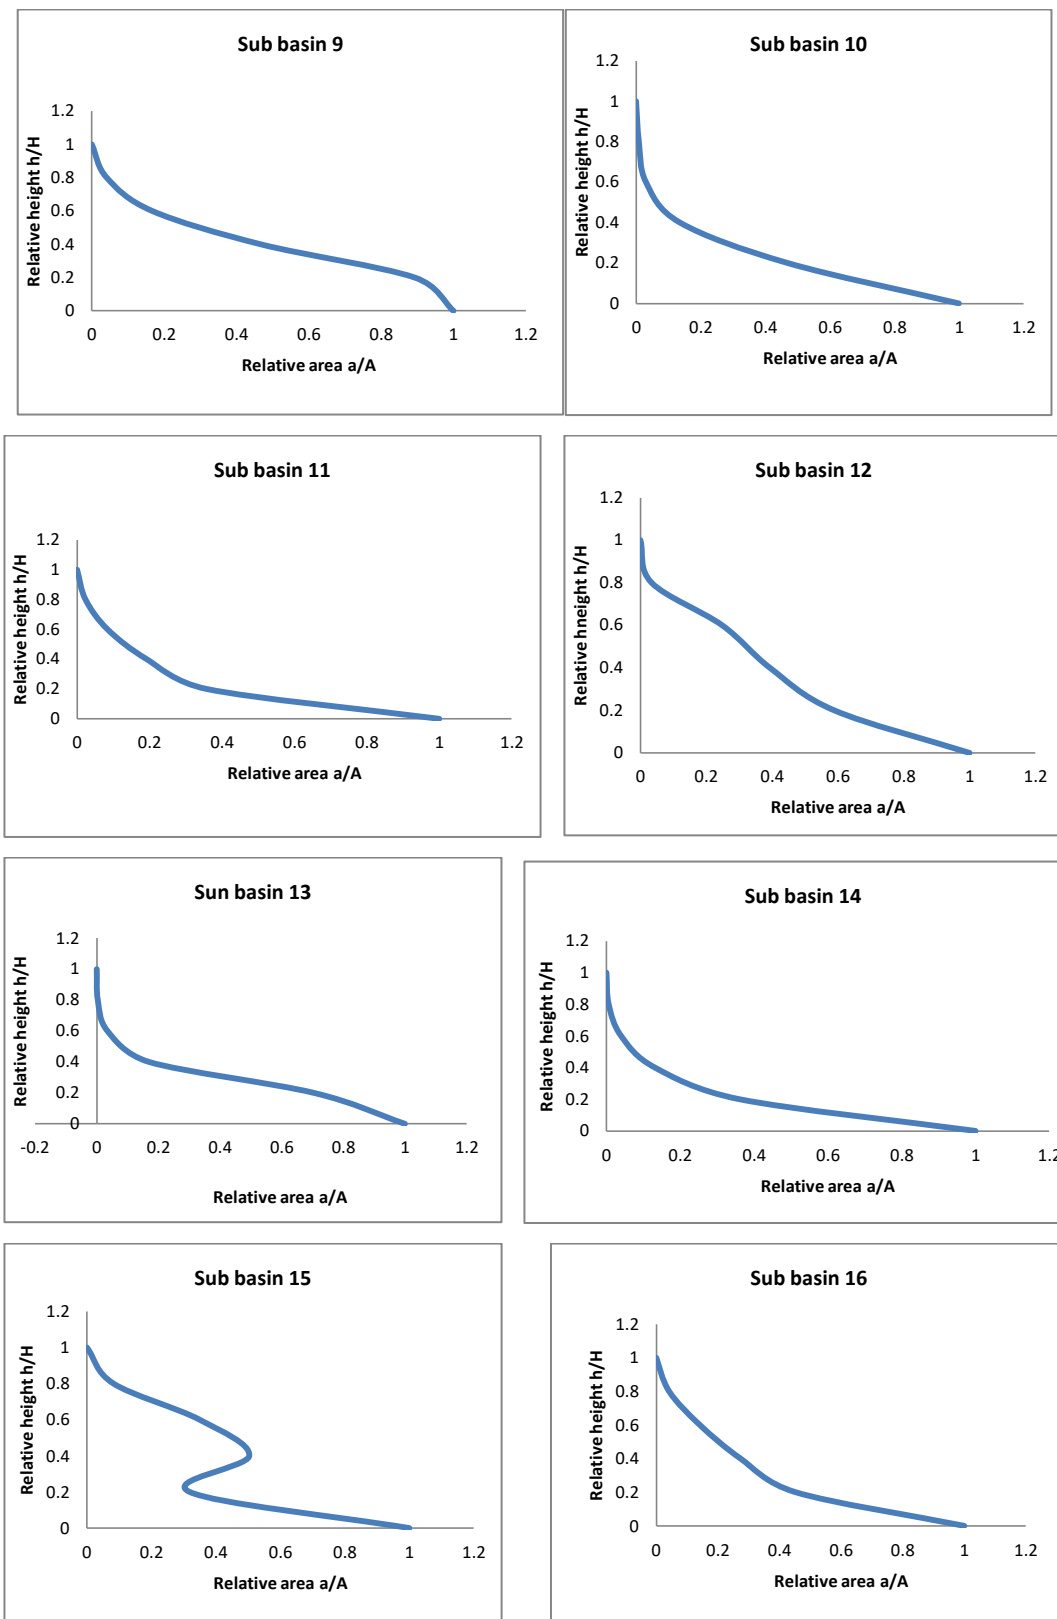 Sub basin 9
Relative height h/H
1.2
1
0.8
0.6
0.4
0.2
0
0 0.2 0.4 0.6 0.8 1 1.2
Relative area a/A
Sub basin 10
Relative height h/H
1.2
1
0.8
0.6
0.4
0.2
0
0 0.2 0.4 0.6 0.8 1 1.2
Relative area a/A
Sub basin 11
Relative height h/H
1.2
1
0.8
0.6
0.4
0.2
0
0 0.2 0.4 0.6 0.8 1 1.2
Relative area a/A
Sub basin 12
Relative hneight h/H
1.2
1
0.8
0.6
0.4
0.2
0
0 0.2 0.4 0.6 0.8 1 1.2
Relative area a/A
Sun basin 13
Relative height h/H
1.2
1
0.8
0.6
0.4
0.2
0
-0.2 0 0.2 0.4 0.6 0.8 1 1.2
Relative area a/A
Sub basin 14
Relative height h/H
1.2
1
0.8
0.6
0.4
0.2
0
0 0.2 0.4 0.6 0.8 1 1.2
Relative area a/A
Sub basin 15
Relative height h/H
1.2
1
0.8
0.6
0.4
0.2
0
0 0.2 0.4 0.6 0.8 1 1.2
Relative area a/A
Sub basin 16
Relative height h/H
1.2
1
0.8
0.6
0.4
0.2
0
0 0.2 0.4 0.6 0.8 1 1.2
Relative area a/A